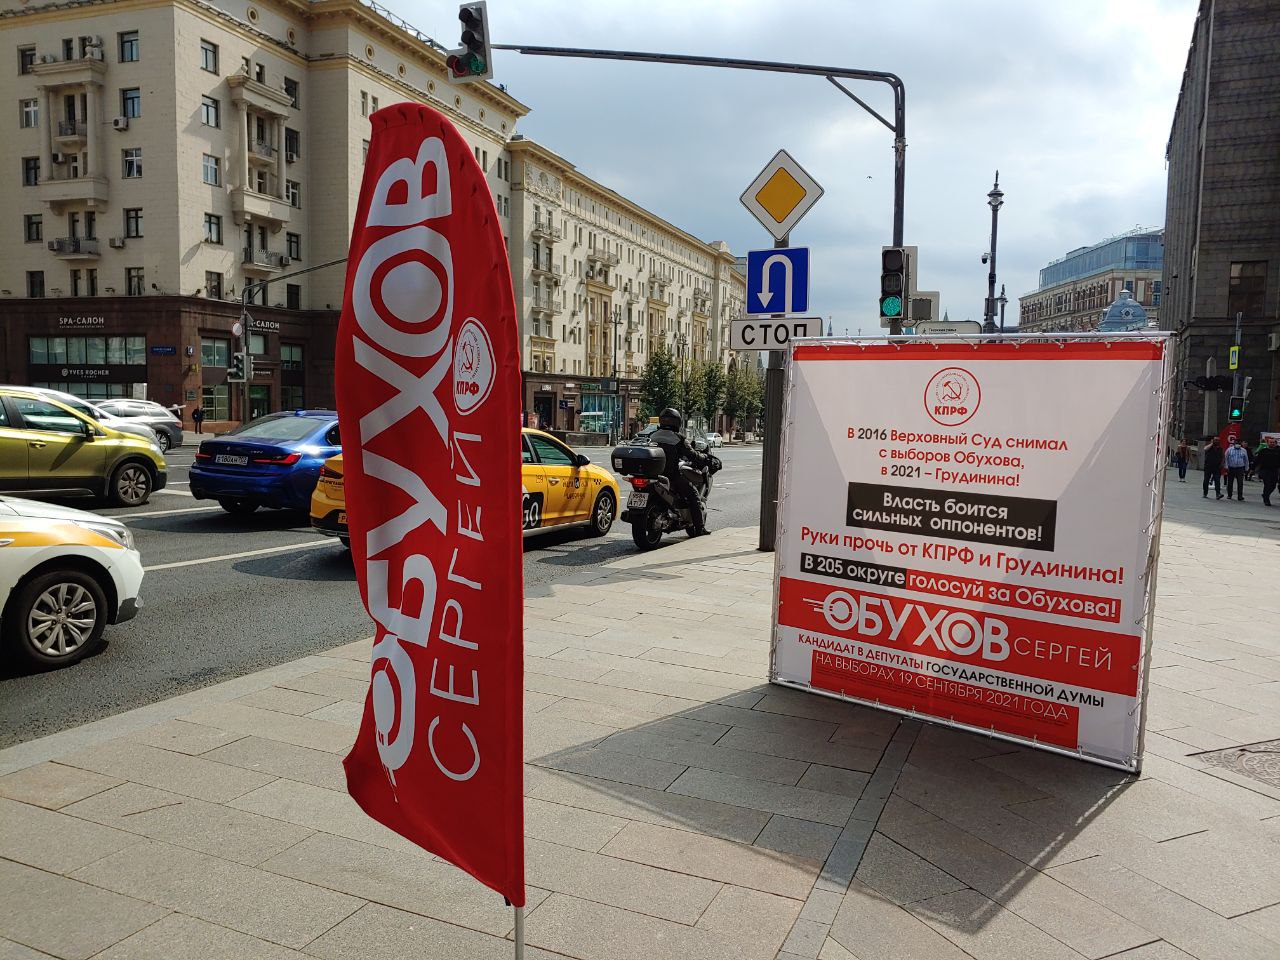 SPA-САЛОН
SPA-САЛОН
YVES ROCHER
ОБУХОВ
СЕРГЕЙ
КПРФ
СТОП
GO
КПРФ
В 2016 Верховный Суд снимал
с выборов Обухова,
в 2021 – Грудинина!
Власть боится
сильных оппонентов!
Руки прочь от КПРФ и Грудинина!
В 205 округе голосуй за Обухова!
ОБУХОВ СЕРГЕЙ
КАНДИДАТ В ДЕПУТАТЫ ГОСУДАРСТВЕННОЙ ДУМЫ
НА ВЫБОРАХ 19 СЕНТЯБРЯ 2021 ГОДА